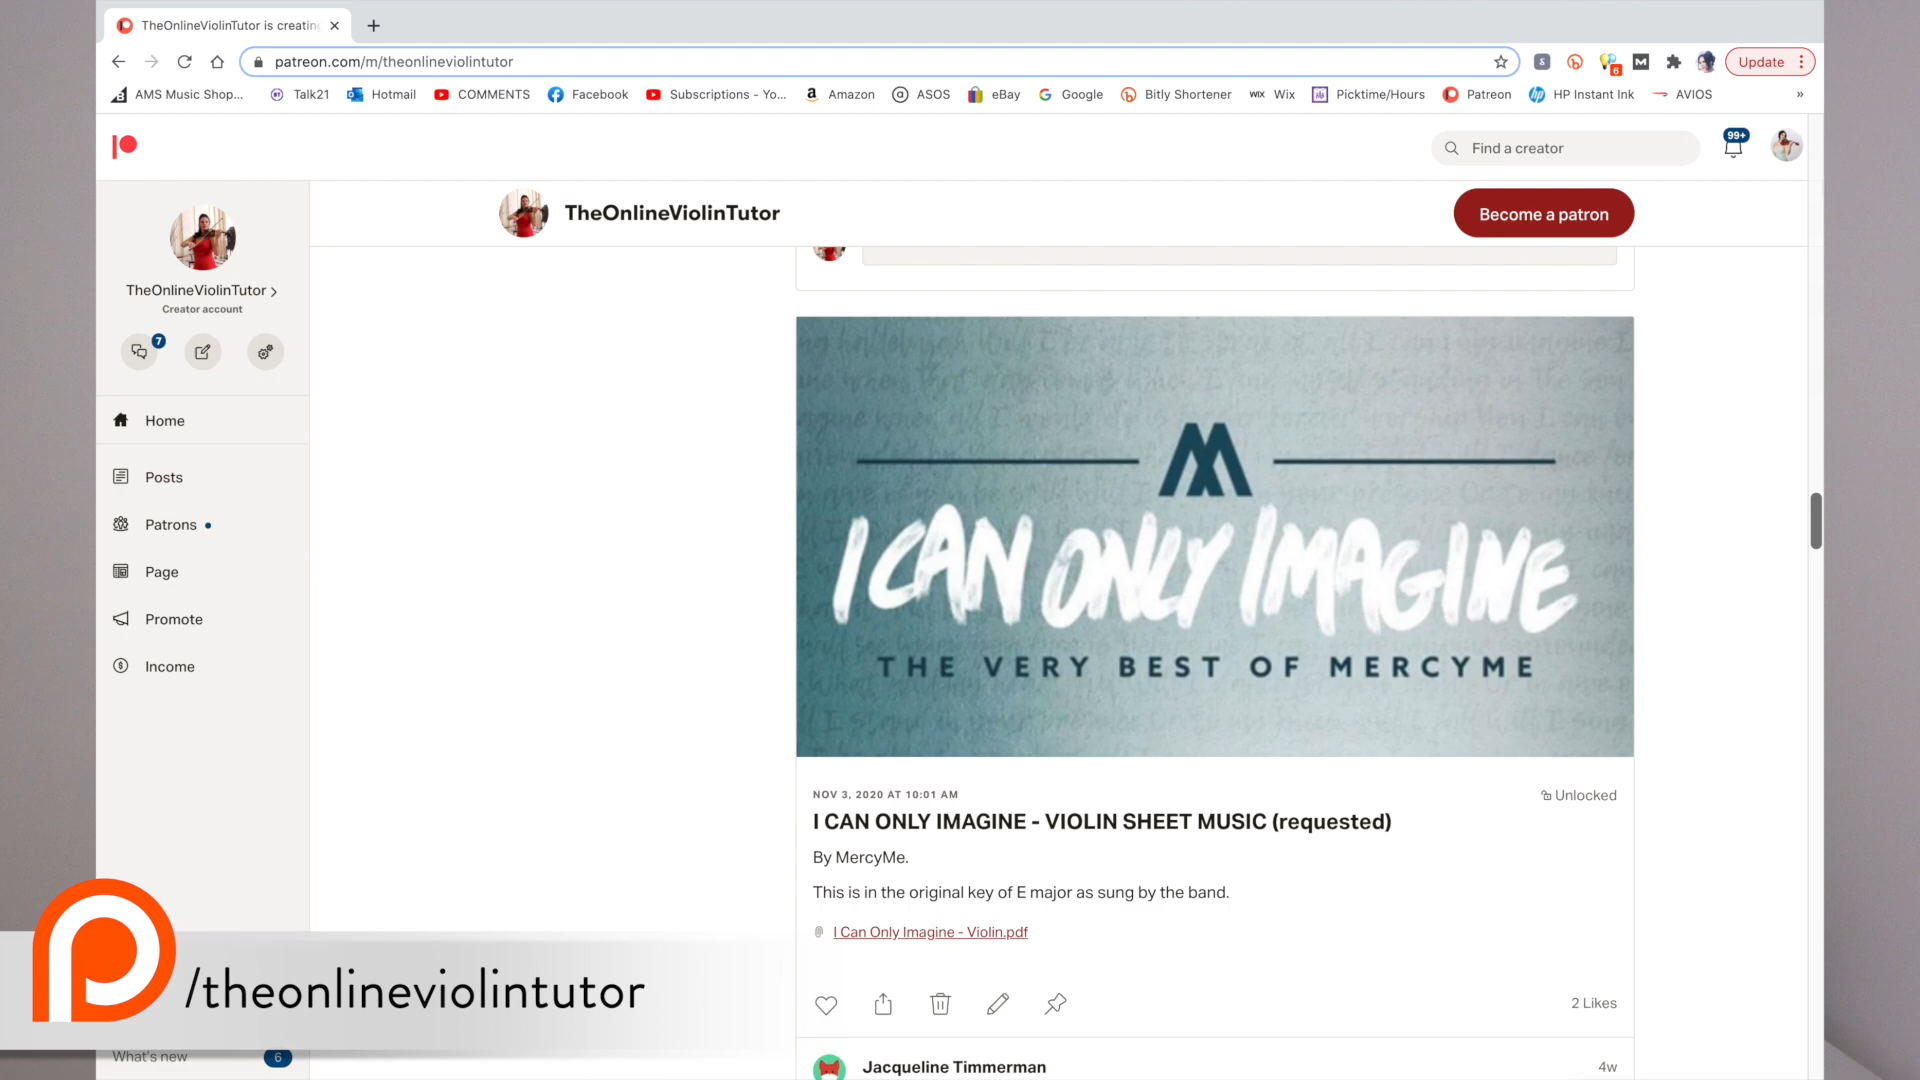 TheOnlineViolinTutor is creating
patreon.com/m/theonlineviolintutor
6
Update
AMS Music Shop...
Talk21
Hotmail
COMMENTS
Facebook
Subscriptions - Yo...
Amazon
ASOS
eBay
Google
Bitly Shortener
WIX Wix
Picktime/Hours
Patreon
HP Instant Ink
AVIOS
»
Find a creator
99+
TheOnlineViolinTutor
Become a patron
TheOnlineViolinTutor
Creator account
7
Home
Posts
Patrons
Page
Promote
Income
What's new
6
I CAN ONLY IMAGINE
THE VERY BEST OF MERCYME
NOV 3, 2020 AT 10:01 AM
Unlocked
I CAN ONLY IMAGINE - VIOLIN SHEET MUSIC (requested)
By MercyMe.
This is in the original key of E major as sung by the band.
I Can Only Imagine - Violin.pdf
2 Likes
Jacqueline Timmerman
4w
/theonlineviolintutor